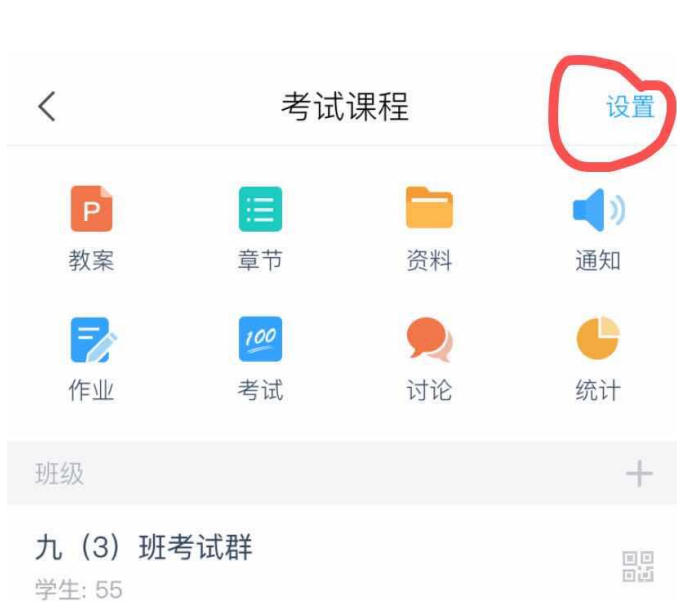 考试课程 设置
P
教案 章节 资料 通知
100
作业 考试 讨论 统计
班级
九（3）班考试群
学生: 55